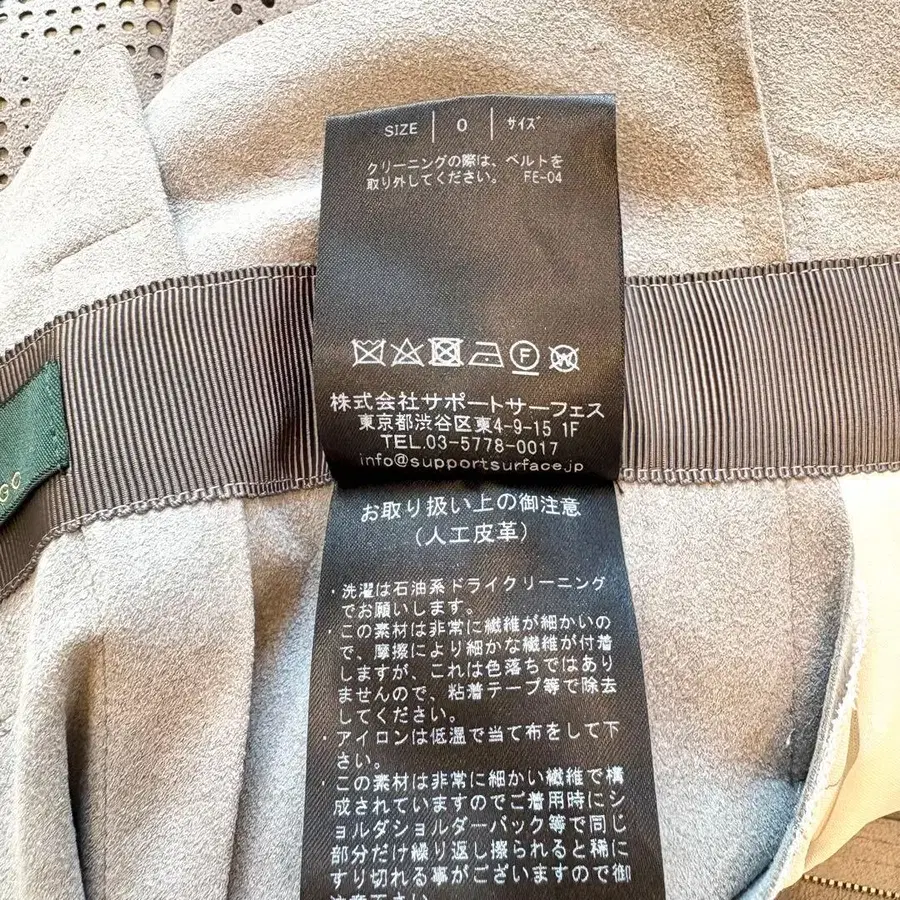 SIZE | 0 | サイズ
クリーニングの際は、ベルトを
取り外してください。 FE-04
株式会社サポートサーフェス
東京都渋谷区東4-9-15 1F
TEL.03-5778-0017
info@supportsurface.jp
お取り扱い上の御注意
(人工皮革)
・洗濯は石油系ドライクリーニング
でお願いします。
・この素材は非常に繊維が細かいの
で、摩擦により細かな繊維が付着
しますが、これは色落ちではあり
ませんので、粘着テープ等で除去
してください。
・アイロンは低温で当て布をして下
さい。
・この素材は非常に細かい繊維で構
成されていますのでご着用時にシ
ョルダショルダーバック等で同じ
部分だけ繰り返し擦られると稀に
すり切れる事がございますので御
注意下さい。
GO